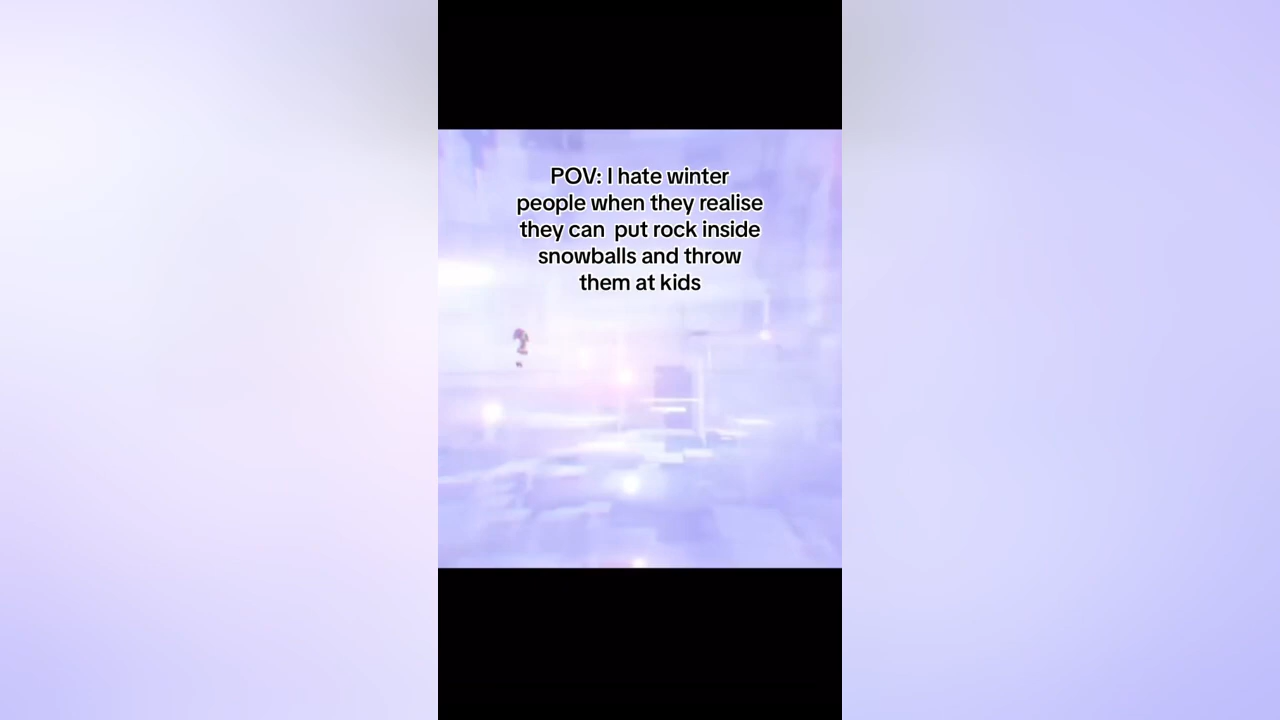 POV: I hate winter
people when they realise
they can  put rock inside
snowballs and throw
them at kids